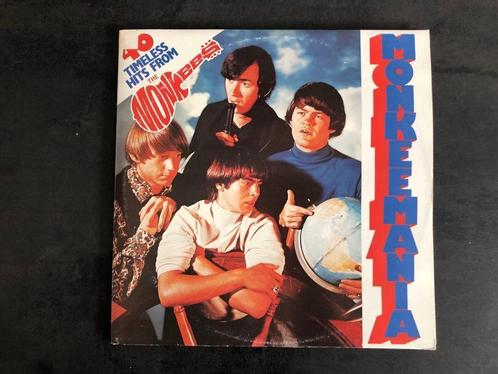 40
TIMELESS
HITS FROM
THE
MONKEES
MONKEEMANIA